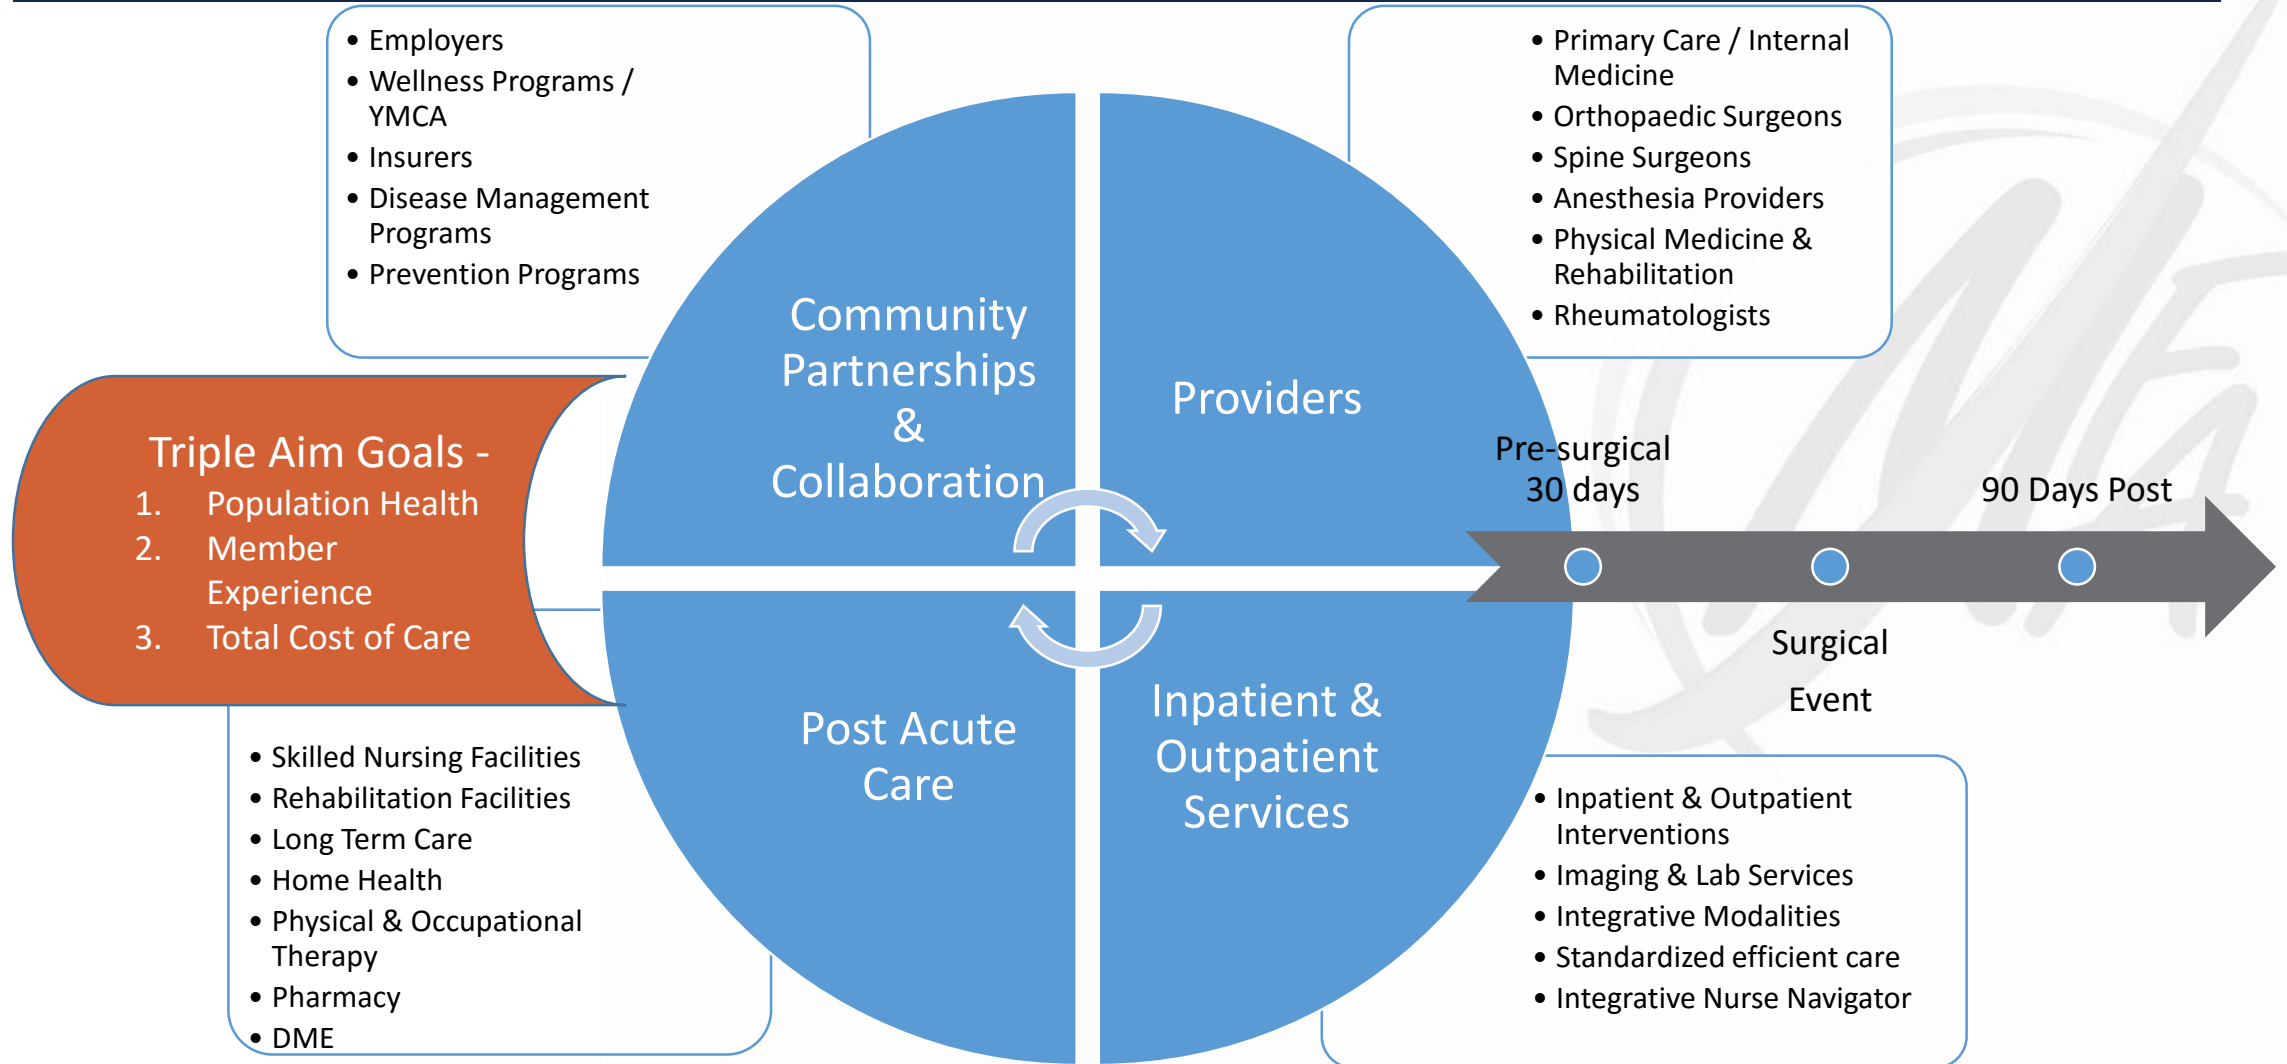 • Employers
• Wellness Programs /
YMCA
• Insurers
• Disease Management
Programs
• Prevention Programs
• Primary Care / Internal
Medicine
• Orthopaedic Surgeons
• Spine Surgeons
• Anesthesia Providers
• Physical Medicine &
Rehabilitation
• Rheumatologists
Community
Partnerships
&
Collaboration
Providers
Triple Aim Goals -
1. Population Health
2. Member
Experience
3. Total Cost of Care
Pre-surgical
30 days
90 Days Post
Surgical
Event
Post Acute
Care
Inpatient &
Outpatient
Services
• Skilled Nursing Facilities
• Rehabilitation Facilities
• Long Term Care
• Home Health
• Physical & Occupational
Therapy
• Pharmacy
• DME
• Inpatient & Outpatient
Interventions
• Imaging & Lab Services
• Integrative Modalities
• Standardized efficient care
• Integrative Nurse Navigator